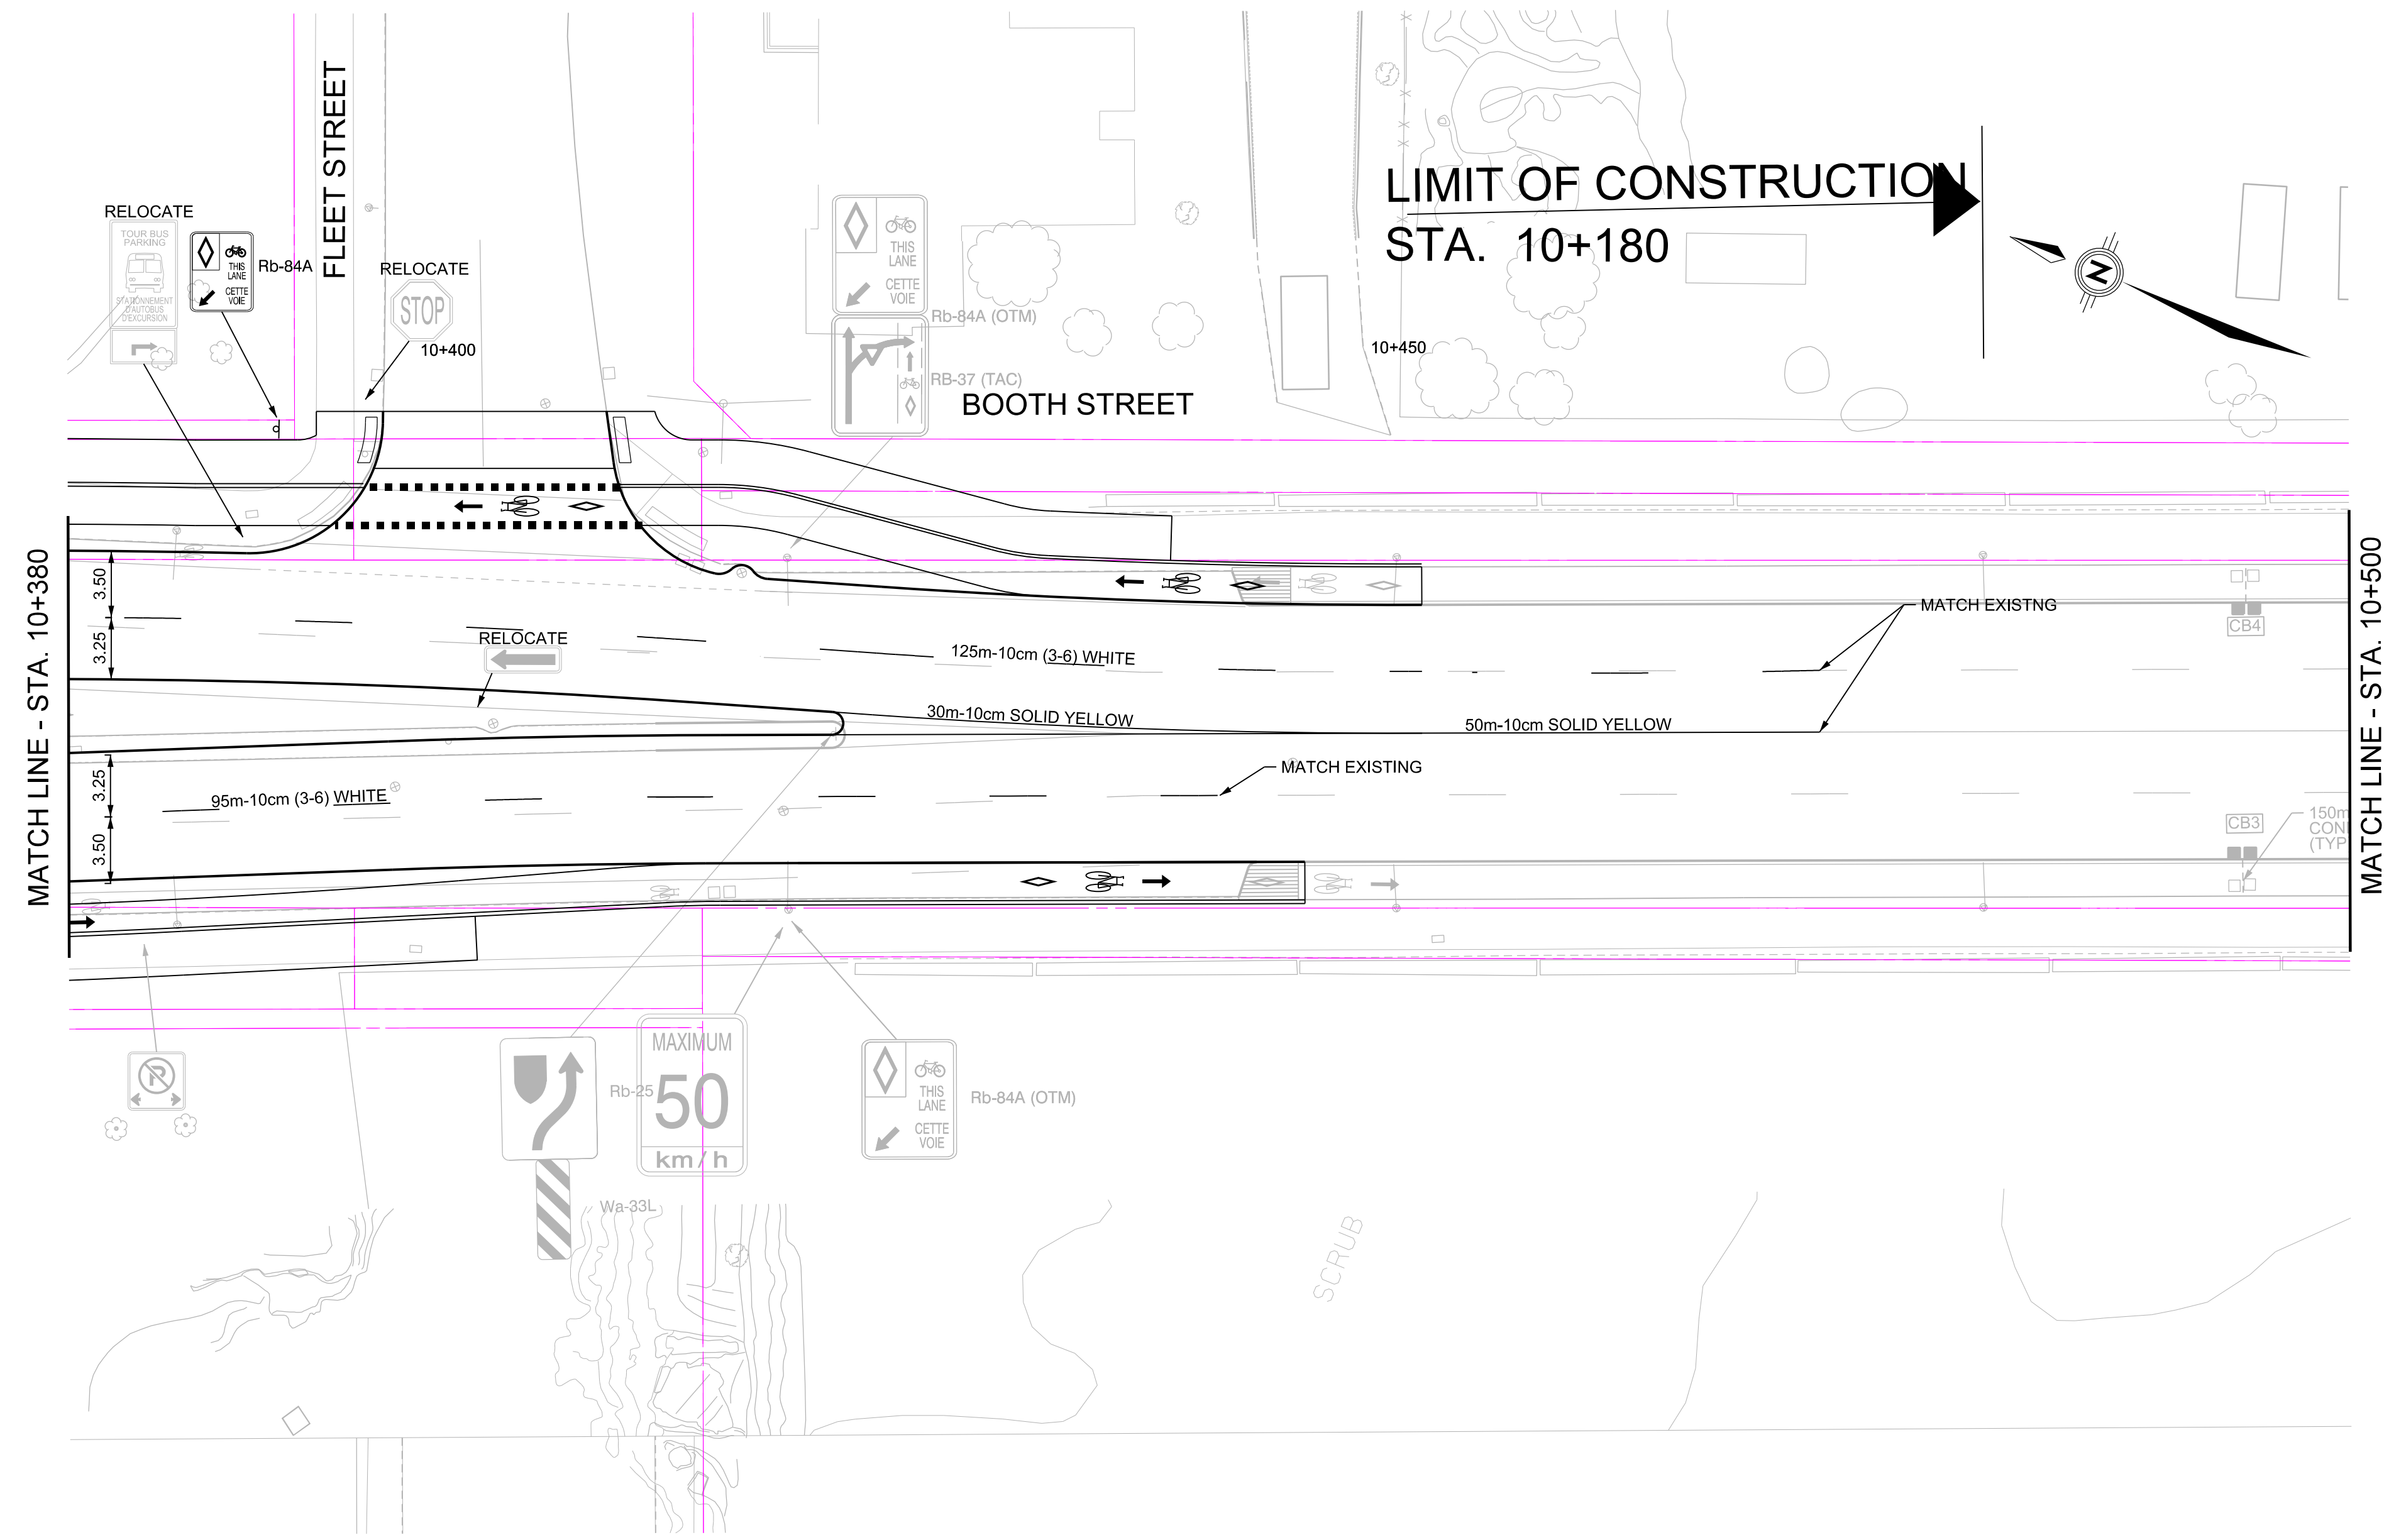 FLEET STREET
RELOCATE
TOUR BUS
PARKING
STATIONNEMENT
D'AUTOBUS
D'EXCURSION
THIS
LANE
CETTE
VOIE
Rb-84A
RELOCATE
STOP
10+400
THIS
LANE
CETTE
VOIE
Rb-84A (OTM)
RB-37 (TAC)
BOOTH STREET
LIMIT OF CONSTRUCTION
STA. 10+180
N
10+450
MATCH LINE - STA. 10+380
3.50
3.25
RELOCATE
125m-10cm (3-6) WHITE
MATCH EXISTNG
CB4
30m-10cm SOLID YELLOW
50m-10cm SOLID YELLOW
MATCH EXISTING
3.25
3.50
95m-10cm (3-6) WHITE
CB3
150m
CON
(TYP
MATCH LINE - STA. 10+500
P
Rb-25
Wa-33L
MAXIMUM
50
km/h
THIS
LANE
CETTE
VOIE
Rb-84A (OTM)
SCRUB